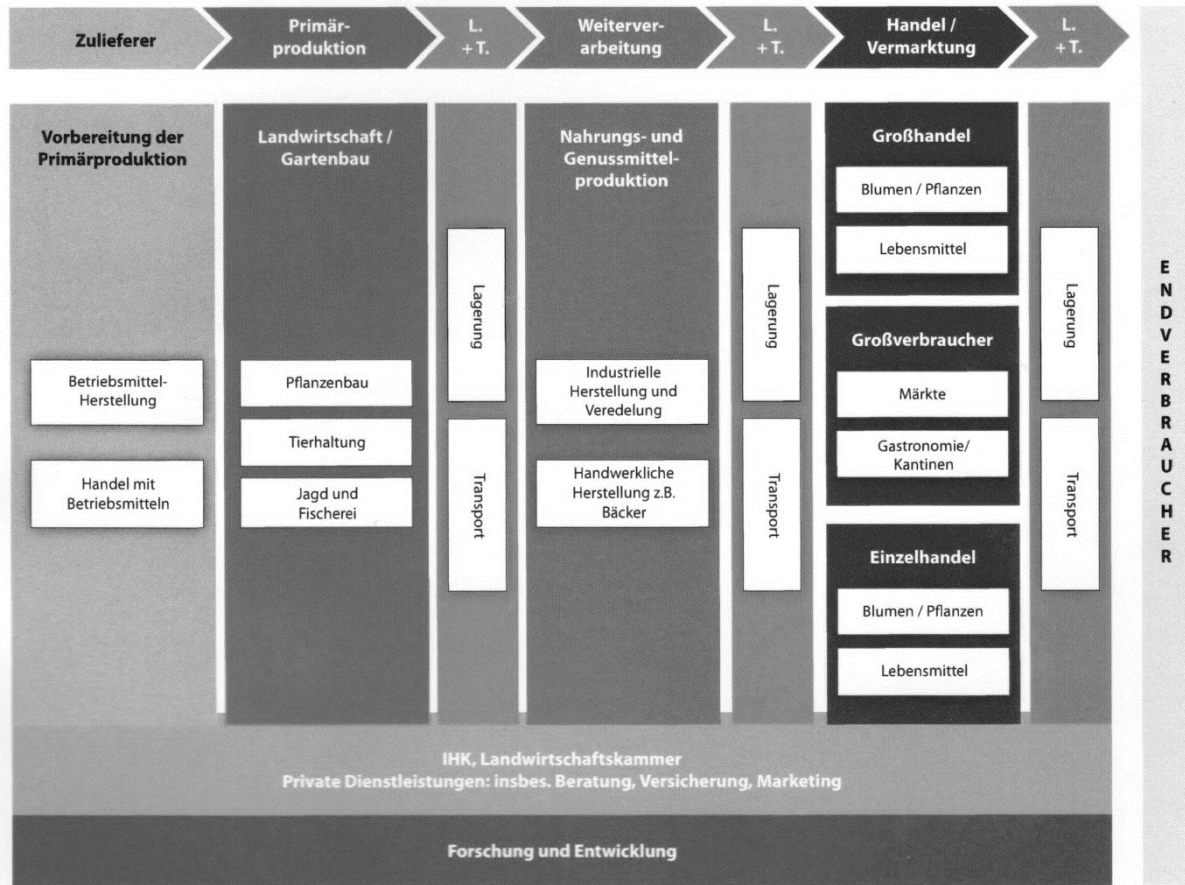 Zulieferer
Primär-
produktion
L.
+ T.
Weiterver-
arbeitung
L.
+ T.
Handel /
Vermarktung
L.
+ T.
Vorbereitung der
Primärproduktion
Betriebsmittel-
Herstellung
Handel mit
Betriebsmitteln
Landwirtschaft /
Gartenbau
Pflanzenbau
Tierhaltung
Jagd und
Fischerei
Lagerung
Transport
Nahrungs- und
Genussmittel-
produktion
Industrielle
Herstellung und
Veredelung
Handwerkliche
Herstellung z.B.
Bäcker
Lagerung
Transport
Großhandel
Blumen / Pflanzen
Lebensmittel
Großverbraucher
Märkte
Gastronomie/
Kantinen
Einzelhandel
Blumen / Pflanzen
Lebensmittel
Lagerung
Transport
ENDVERBRAUCHER
IHK, Landwirtschaftskammer
Private Dienstleistungen: insbes. Beratung, Versicherung, Marketing
Forschung und Entwicklung